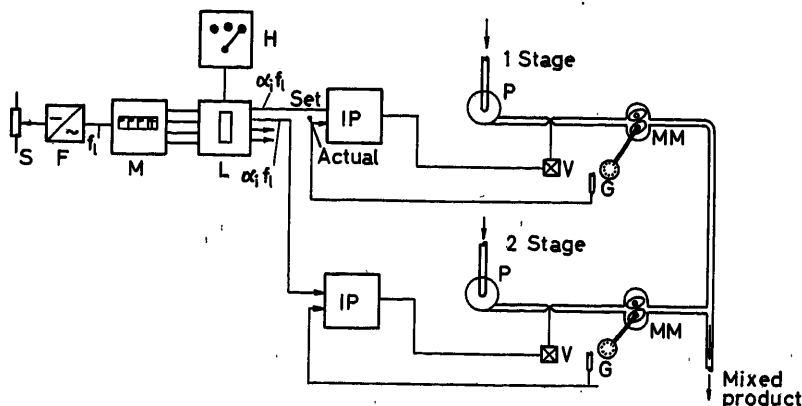 H
α₁f₁
1 Stage
P
Set
IP
MM
S
F
f₁
M
L
α₁f₁
Actual
V
G
2 Stage
P
IP
MM
V
G
Mixed
product